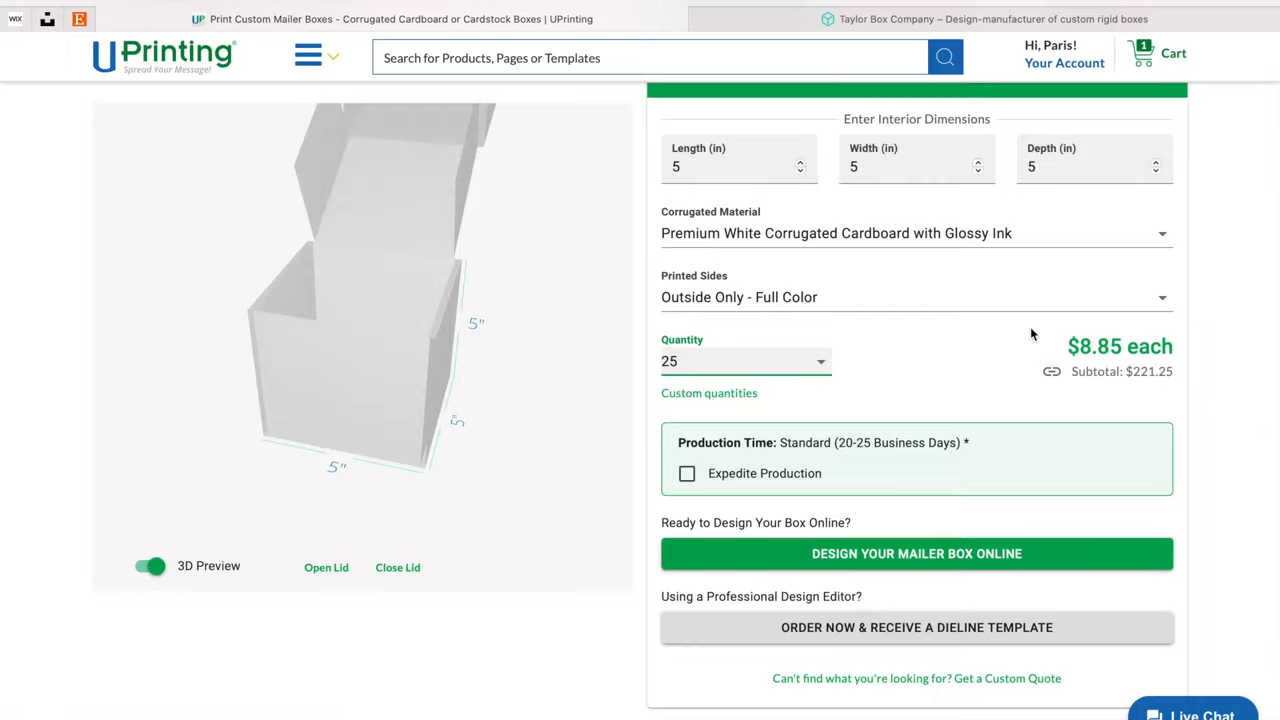 WIX
E
UP Print Custom Mailer Boxes - Corrugated Cardboard or Cardstock Boxes | UPrinting
Taylor Box Company – Design-manufacturer of custom rigid boxes
UPrinting®
Spread Your Message!
Search for Products, Pages or Templates
Hi, Paris!
Your Account
1
Cart
Enter Interior Dimensions
Length (in)
5
Width (in)
5
Depth (in)
5
Corrugated Material
Premium White Corrugated Cardboard with Glossy Ink
Printed Sides
Outside Only - Full Color
Quantity
25
$8.85 each
Subtotal: $221.25
Custom quantities
Production Time: Standard (20-25 Business Days) *
Expedite Production
Ready to Design Your Box Online?
DESIGN YOUR MAILER BOX ONLINE
Using a Professional Design Editor?
ORDER NOW & RECEIVE A DIELINE TEMPLATE
Can't find what you're looking for? Get a Custom Quote
5"
5"
5"
3D Preview
Open Lid
Close Lid
Live Chat